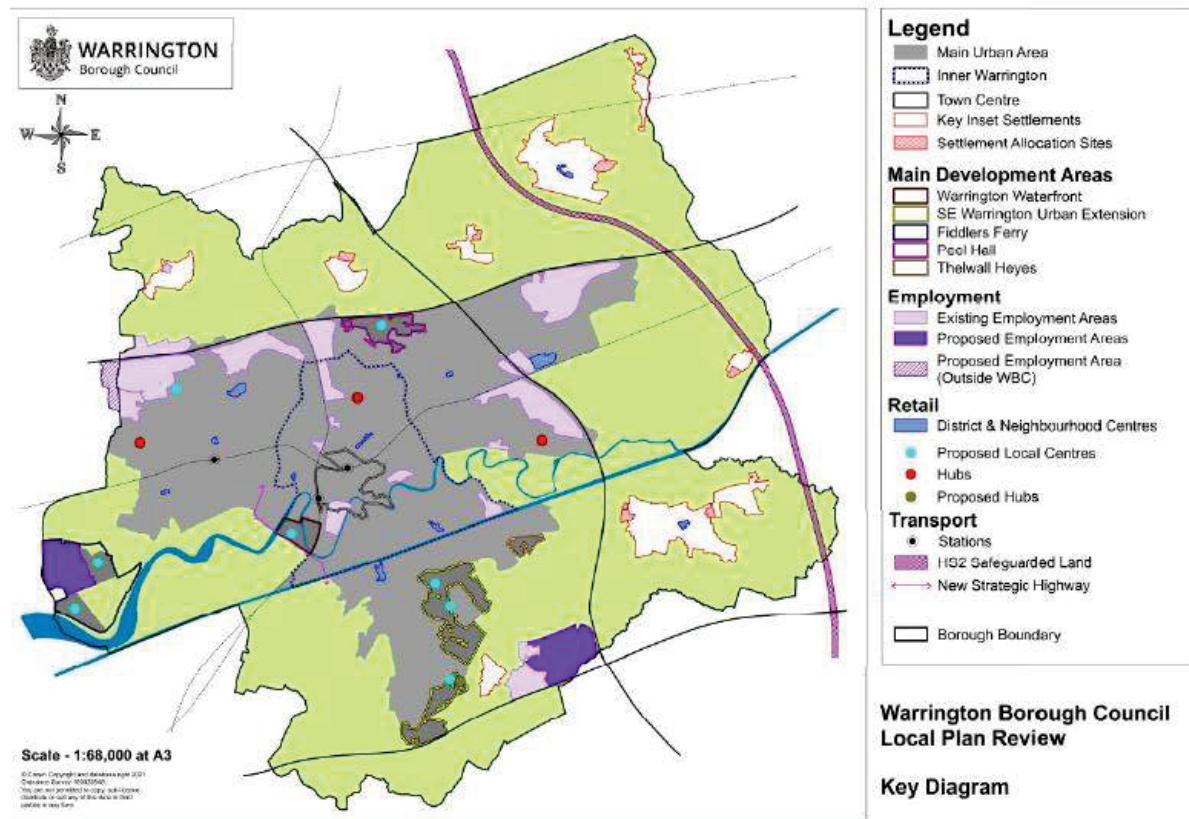 WARRINGTON
Borough Council
N
W E
S
Scale - 1:68,000 at A3
Legend
Main Urban Area
Inner Warrington
Town Centre
Key Inset Settlements
Settlement Allocation Sites
Main Development Areas
Warrington Waterfront
SE Warrington Urban Extension
Fiddlers Ferry
Peel Hall
Thelwall Heyes
Employment
Existing Employment Areas
Proposed Employment Areas
Proposed Employment Area
(Outside WBC)
Retail
District & Neighbourhood Centres
Proposed Local Centres
Hubs
Proposed Hubs
Transport
Stations
HS2 Safeguarded Land
New Strategic Highway
Borough Boundary
Warrington Borough Council
Local Plan Review
Key Diagram